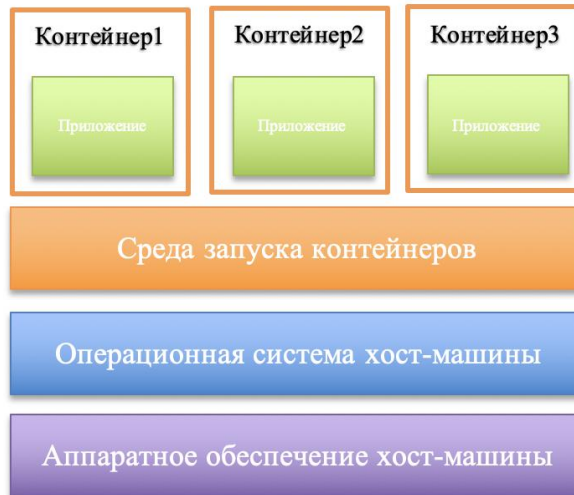 Контейнер1
Контейнер2
Контейнер3
Приложение
Приложение
Приложение
Среда запуска контейнеров
Операционная система хост-машины
Аппаратное обеспечение хост-машины